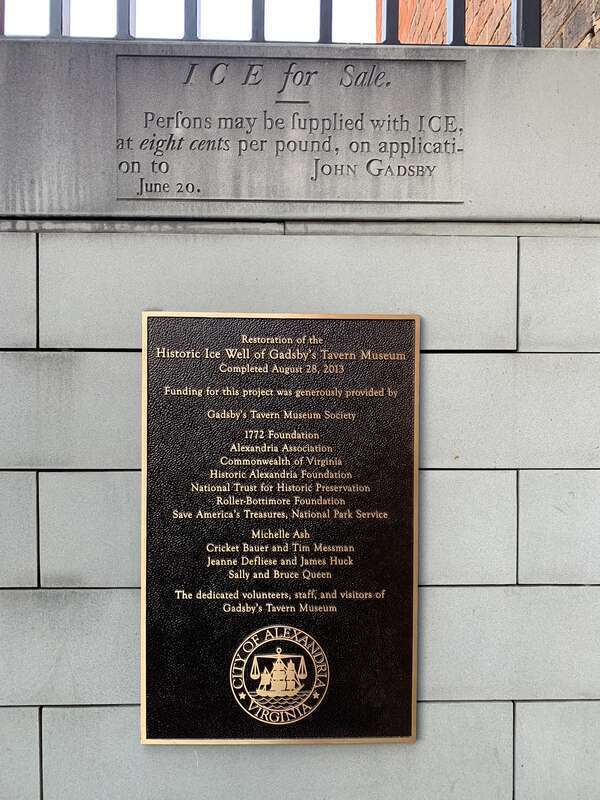 ICE for Sale.
Perſons may be ſupplied with ICE,
at eight cents per pound, on applicati-
on to JOHN GADSBY
June 20.
Restoration of the
Historic Ice Well of Gadsby's Tavern Museum
Completed August 28, 2013
Funding for this project was generously provided by
Gadsby's Tavern Museum Society
1772 Foundation
Alexandria Association
Commonwealth of Virginia
Historic Alexandria Foundation
National Trust for Historic Preservation
Roller-Bottimore Foundation
Save America's Treasures, National Park Service
Michelle Ash
Cricket Bauer and Tim Messman
Jeanne Defliese and James Huck
Sally and Bruce Queen
The dedicated volunteers, staff, and visitors of
Gadsby's Tavern Museum
CITY OF ALEXANDRIA
VIRGINIA